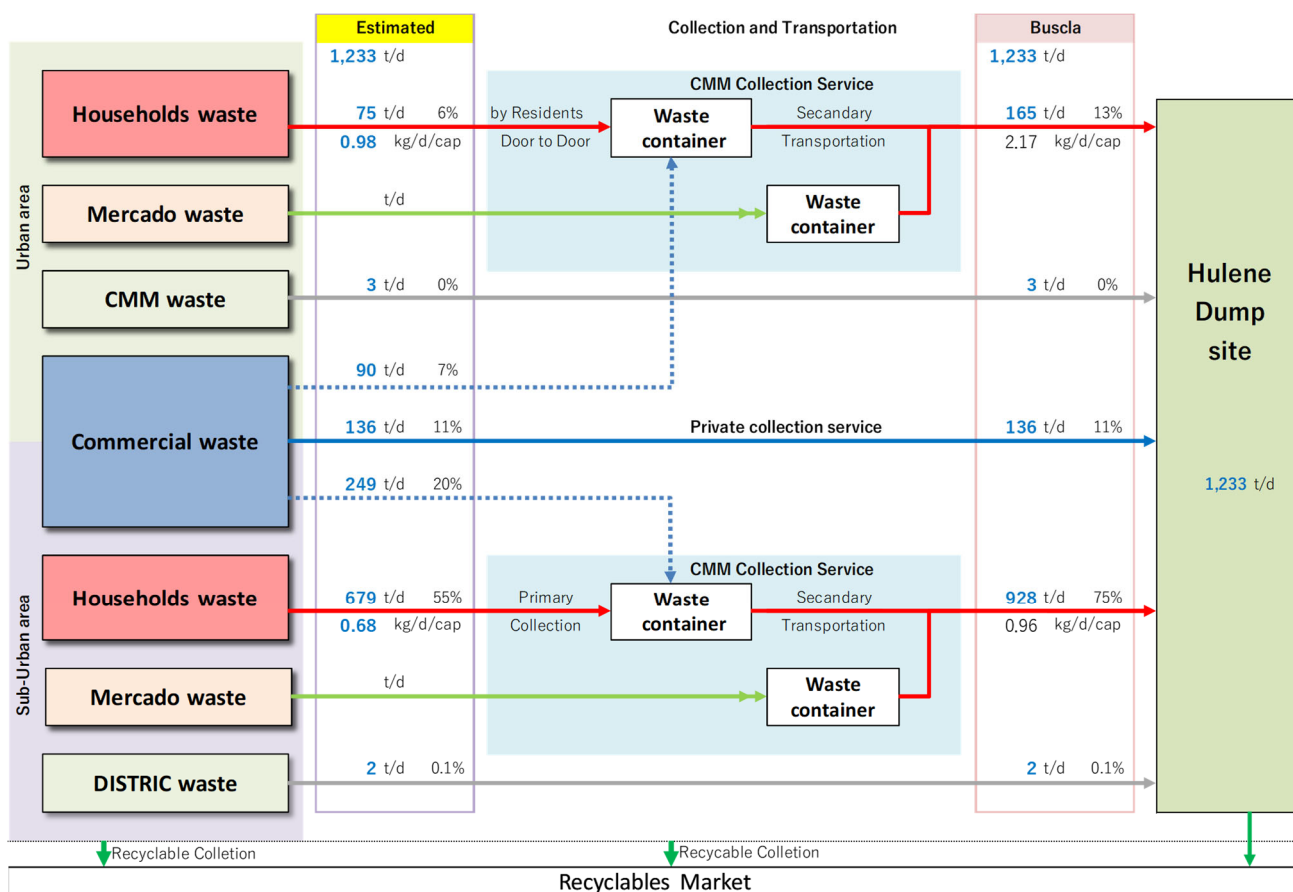 Estimated
Collection and Transportation
Buscla
1,233 t/d
1,233 t/d
CMM Collection Service
Urban area
Households waste
75 t/d 6%
0.98 kg/d/cap
by Residents
Door to Door
Waste
container
Secandary
Transportation
165 t/d 13%
2.17 kg/d/cap
Mercado waste
t/d
Waste
container
CMM waste
3 t/d 0%
3 t/d 0%
Hulene
Dump
site
1,233 t/d
Commercial waste
90 t/d 7%
136 t/d 11%
Private collection service
136 t/d 11%
249 t/d 20%
Sub-Urban area
CMM Collection Service
Households waste
679 t/d 55%
0.68 kg/d/cap
Primary
Collection
Waste
container
Secandary
Transportation
928 t/d 75%
0.96 kg/d/cap
Mercado waste
t/d
Waste
container
DISTRIC waste
2 t/d 0.1%
2 t/d 0.1%
Recyclable Colletion
Recycable Colletion
Recyclables Market